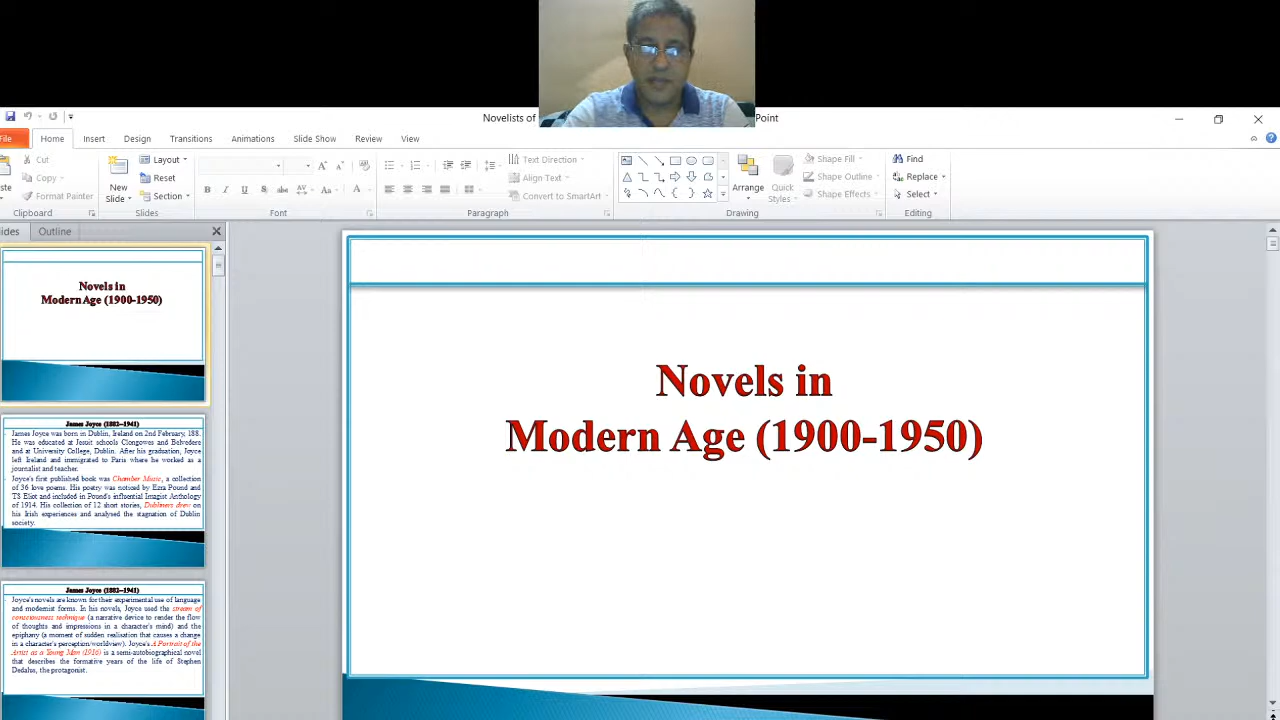 Novelists of
Point
File
Home
Insert
Design
Transitions
Animations
Slide Show
Review
View
Cut
Copy
Format Painter
Clipboard
New
Slide
Layout
Reset
Section
Slides
Font
Text Direction
Align Text
Convert to SmartArt
Paragraph
Arrange
Quick
Styles
Shape Fill
Shape Outline
Shape Effects
Drawing
Find
Replace
Select
Editing
Outline
Novels in
Modern Age (1900-1950)
James Joyce (1882–1941)
James Joyce was born in Dublin, Ireland on 2nd February, 188.
He was educated at Jesuit schools Clongowes and Belvedere
and at University College, Dublin. After his graduation, Joyce
left Ireland and immigrated to Paris where he worked as a
journalist and teacher.
Joyce's first published book was Chamber Music, a collection
of 36 love poems. His poetry was noticed by Ezra Pound and
TS Eliot and included in Pound's influential Imagist Anthology
of 1914. His collection of 12 short stories, Dubliners drew on
his Irish experiences and analysed the stagnation of Dublin
society.
James Joyce (1882–1941)
Joyce's novels are known for their experimental use of language
and modernist forms. In his novels, Joyce used the stream of
consciousness technique (a narrative device to render the flow
of thoughts and impressions in a character's mind) and the
epiphany (a moment of sudden realisation that causes a change
in a character's perception/worldview). Joyce's A Portrait of the
Artist as a Young Man (1916) is a semi-autobiographical novel
that describes the formative years of the life of Stephen
Dedalus, the protagonist.
Novels in
Modern Age (1900-1950)